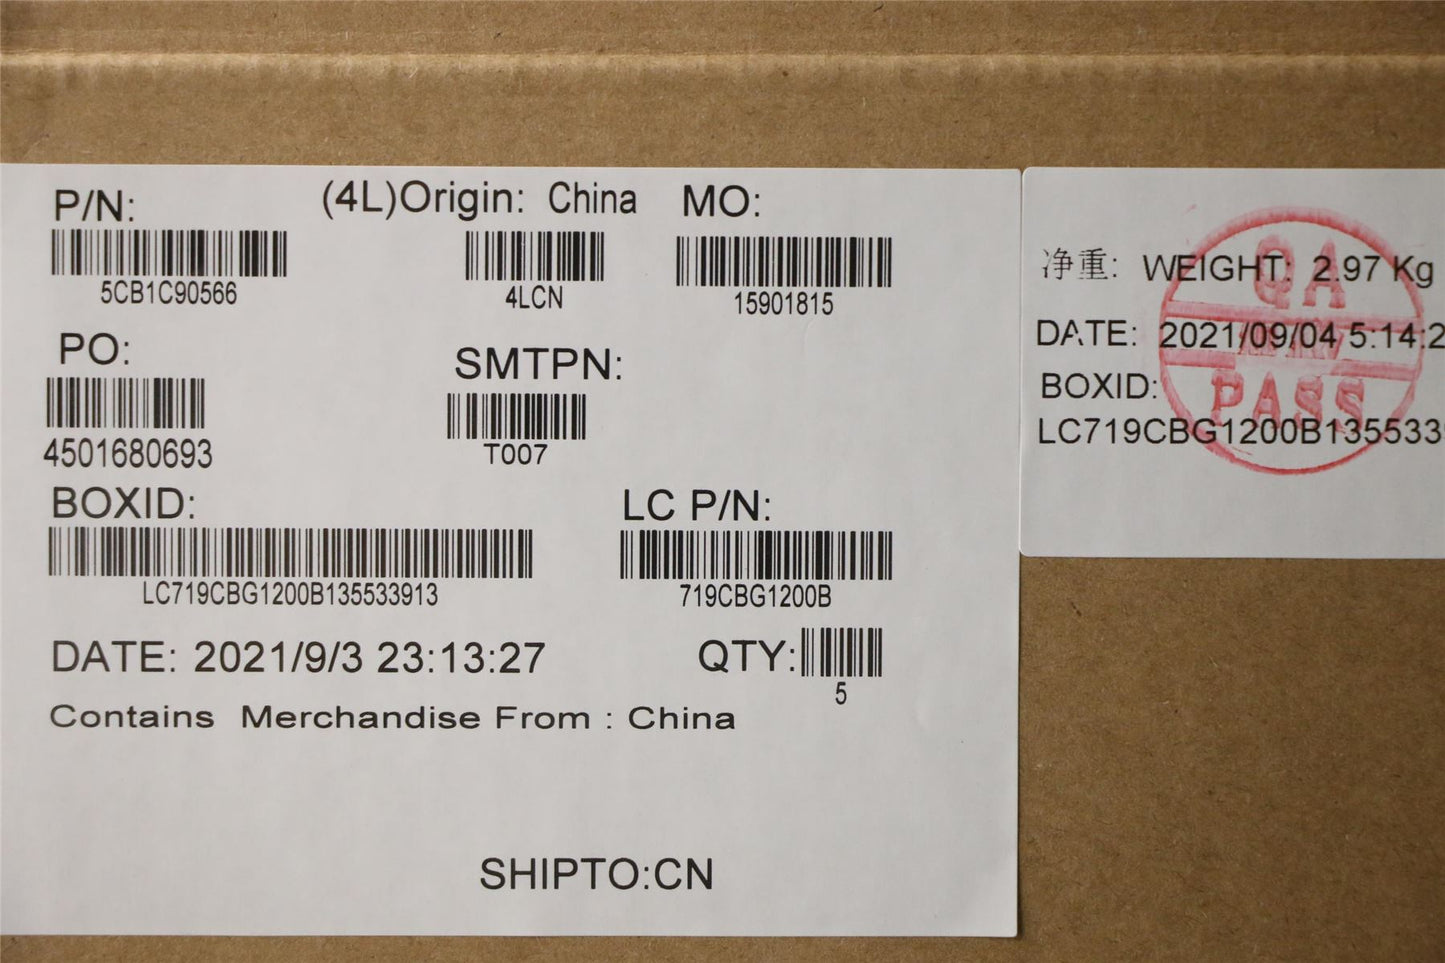 P/N:
(4L)Origin: China
MO:
5CB1C90566
4LCN
15901815
PO:
SMTPN:
4501680693
T007
BOXID:
LC P/N:
LC719CBG1200B135533913
719CBG1200B
DATE: 2021/9/3 23:13:27
QTY:
5
Contains Merchandise From : China
SHIPTO:CN
净重: WEIGHT: 2.97 Kg
DATE: 2021/09/04 5:14:2
BOXID:
LC719CBG1200B135533
QA
PASS